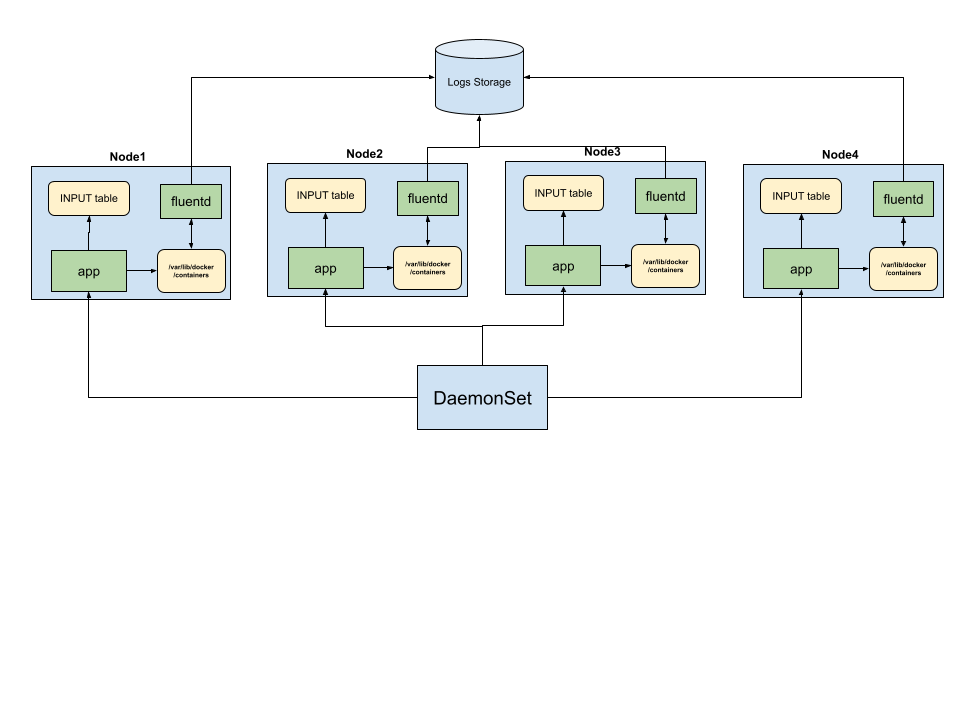 Logs Storage
Node1
Node2
Node3
Node4
INPUT table
fluentd
app
/var/lib/docker
/containers
INPUT table
fluentd
app
/var/lib/docker
/containers
INPUT table
fluentd
app
/var/lib/docker
/containers
INPUT table
fluentd
app
/var/lib/docker
/containers
DaemonSet